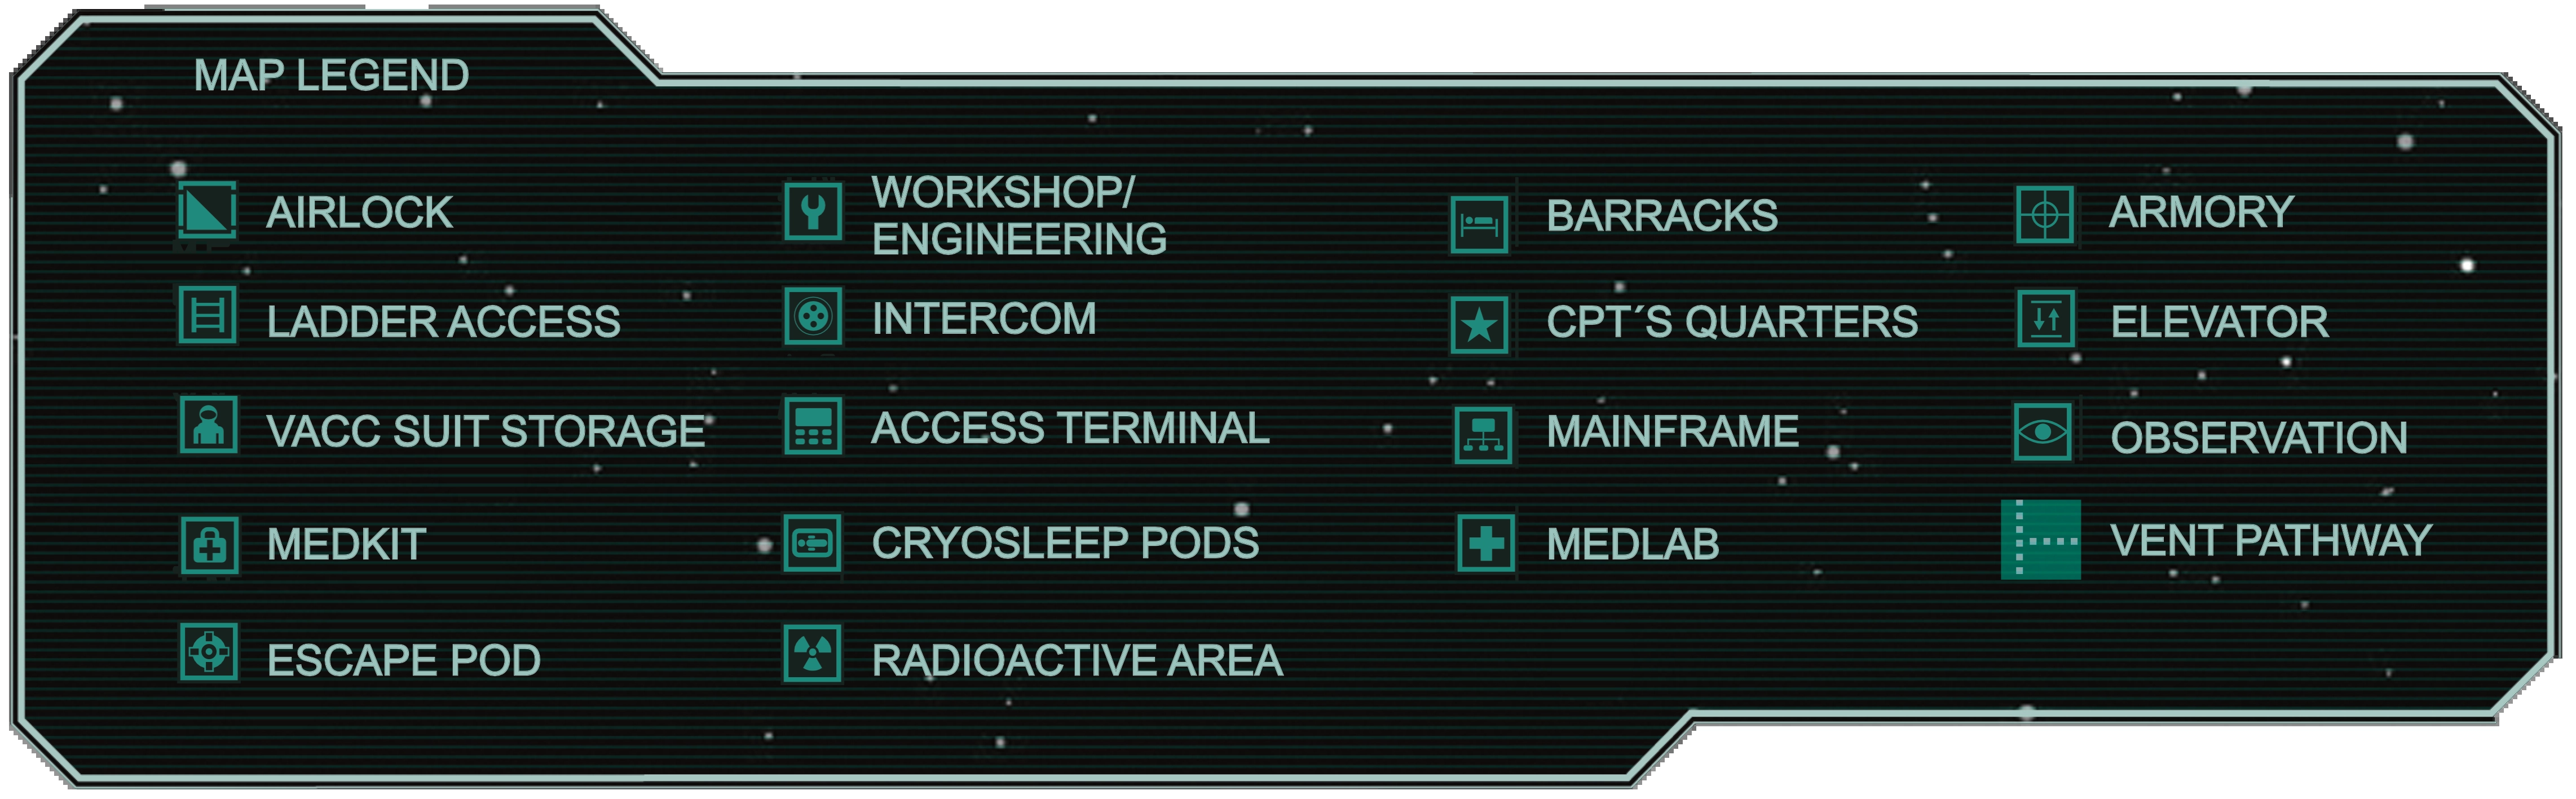 MAP LEGEND
AIRLOCK
LADDER ACCESS
VACC SUIT STORAGE
MEDKIT
ESCAPE POD
WORKSHOP/
ENGINEERING
INTERCOM
ACCESS TERMINAL
CRYOSLEEP PODS
RADIOACTIVE AREA
BARRACKS
CPT´S QUARTERS
MAINFRAME
MEDLAB
ARMORY
ELEVATOR
OBSERVATION
VENT PATHWAY